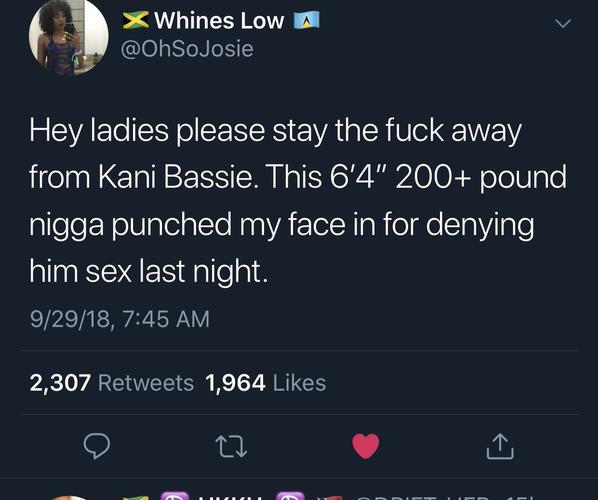 Whines Low
@OhSoJosie
Hey ladies please stay the fuck away
from Kani Bassie. This 6'4" 200+ pound
nigga punched my face in for denying
him sex last night.
9/29/18, 7:45 AM
2,307 Retweets 1,964 Likes